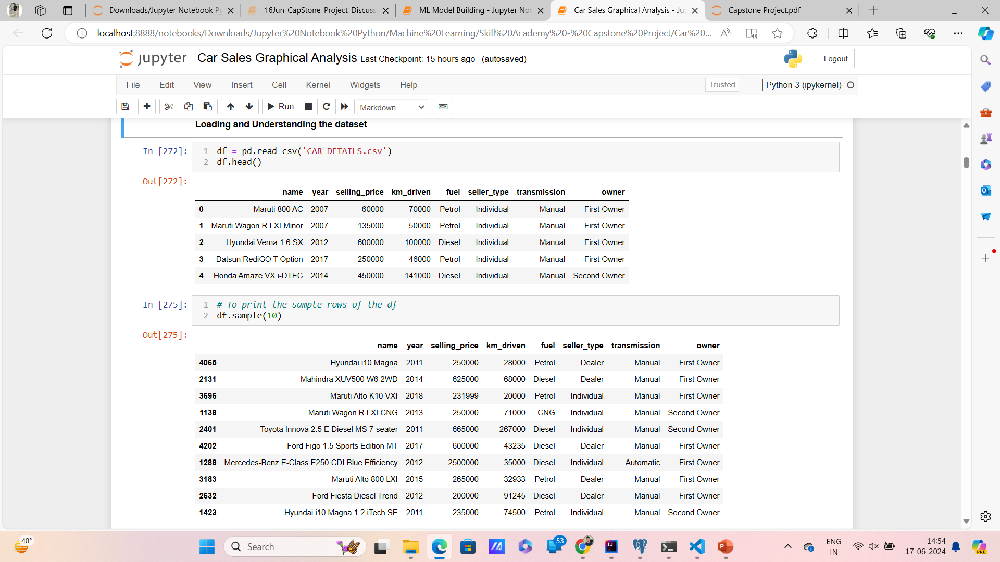 Downloads/Jupyter Notebook Py
16Jun_CapStone_Project_Discuss
ML Model Building - Jupyter Not
Car Sales Graphical Analysis - Jup
Capstone Project.pdf
localhost:8888/notebooks/Downloads/Jupyter%20Notebook%20Python/Machine%20Learning/Skill%20Academy%20-%20Capstone%20Project/Car%20...
jupyter Car Sales Graphical Analysis Last Checkpoint: 15 hours ago (autosaved)
Logout
File Edit View Insert Cell Kernel Widgets Help
Trusted
Python 3 (ipykernel)
Run
Markdown
Loading and Understanding the dataset
In [272]:
1 df = pd.read_csv('CAR DETAILS.csv')
2 df.head()
Out[272]:
name year selling_price km_driven fuel seller_type transmission owner
0 Maruti 800 AC 2007 60000 70000 Petrol Individual Manual First Owner
1 Maruti Wagon R LXI Minor 2007 135000 50000 Petrol Individual Manual First Owner
2 Hyundai Verna 1.6 SX 2012 600000 100000 Diesel Individual Manual First Owner
3 Datsun RediGO T Option 2017 250000 46000 Petrol Individual Manual First Owner
4 Honda Amaze VX i-DTEC 2014 450000 141000 Diesel Individual Manual Second Owner
In [275]:
1 # To print the sample rows of the df
2 df.sample(10)
Out[275]:
name year selling_price km_driven fuel seller_type transmission owner
4065 Hyundai i10 Magna 2011 250000 28000 Petrol Dealer Manual First Owner
2131 Mahindra XUV500 W6 2WD 2014 625000 68000 Diesel Dealer Manual First Owner
3696 Maruti Alto K10 VXI 2018 231999 20000 Petrol Individual Manual First Owner
1138 Maruti Wagon R LXI CNG 2013 250000 71000 CNG Individual Manual Second Owner
2401 Toyota Innova 2.5 E Diesel MS 7-seater 2011 665000 267000 Diesel Individual Manual Second Owner
4202 Ford Figo 1.5 Sports Edition MT 2017 600000 43235 Diesel Dealer Manual First Owner
1288 Mercedes-Benz E-Class E250 CDI Blue Efficiency 2012 2500000 35000 Diesel Individual Automatic First Owner
3183 Maruti Alto 800 LXI 2015 265000 32933 Petrol Dealer Manual First Owner
2632 Ford Fiesta Diesel Trend 2012 200000 91245 Diesel Dealer Manual First Owner
1423 Hyundai i10 Magna 1.2 iTech SE 2011 235000 74500 Petrol Individual Manual Second Owner
40°
Search
53
ENG
IN
14:54
17-06-2024
PRE